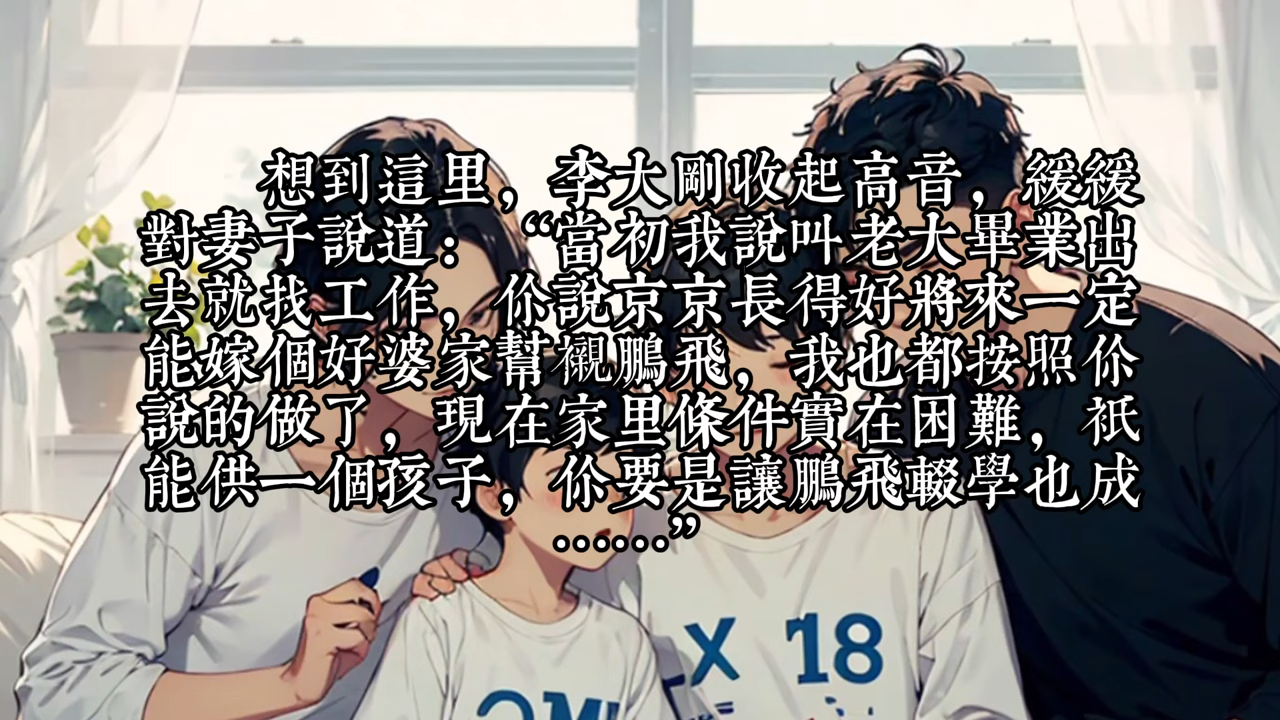 想到這里，李大剛收起高音，緩緩
對妻子說道：“當初我說叫老大畢業出
去就找工作，你說京京長得好將來一定
能嫁個好婆家幫襯鵬飛，我也都按照你
說的做了，現在家里條件實在困難，衹
能供一個孩子，你要是讓鵬飛輟學也成
……”
X 18